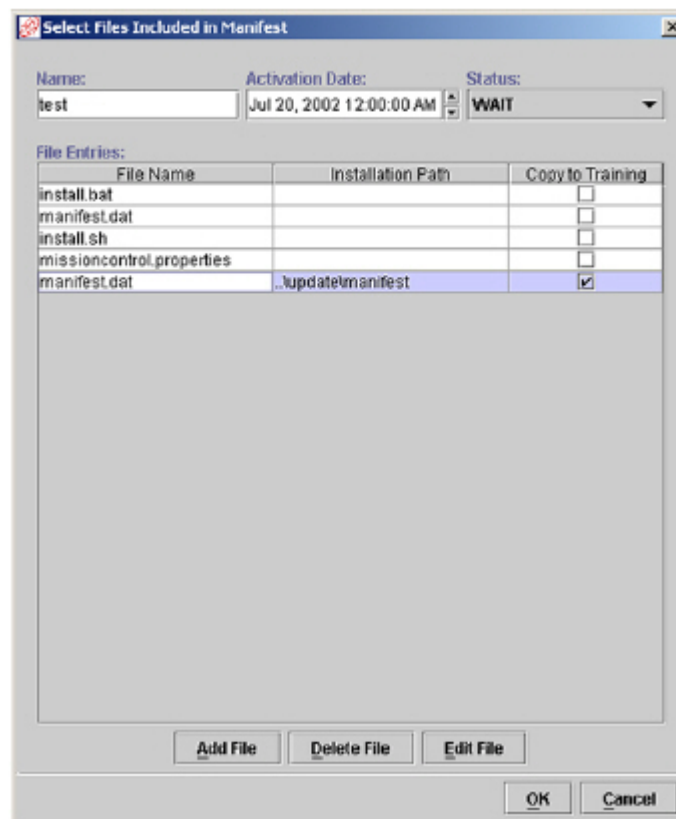 Select Files Included in Manifest
Name: Activation Date: Status:
test Jul 20, 2002 12:00:00 AM WAIT
File Entries:
File Name Installation Path Copy to Training
install.bat
manifest.dat
install.sh
missioncontrol.properties
manifest.dat ..\update\manifest
Add File Delete File Edit File
OK Cancel